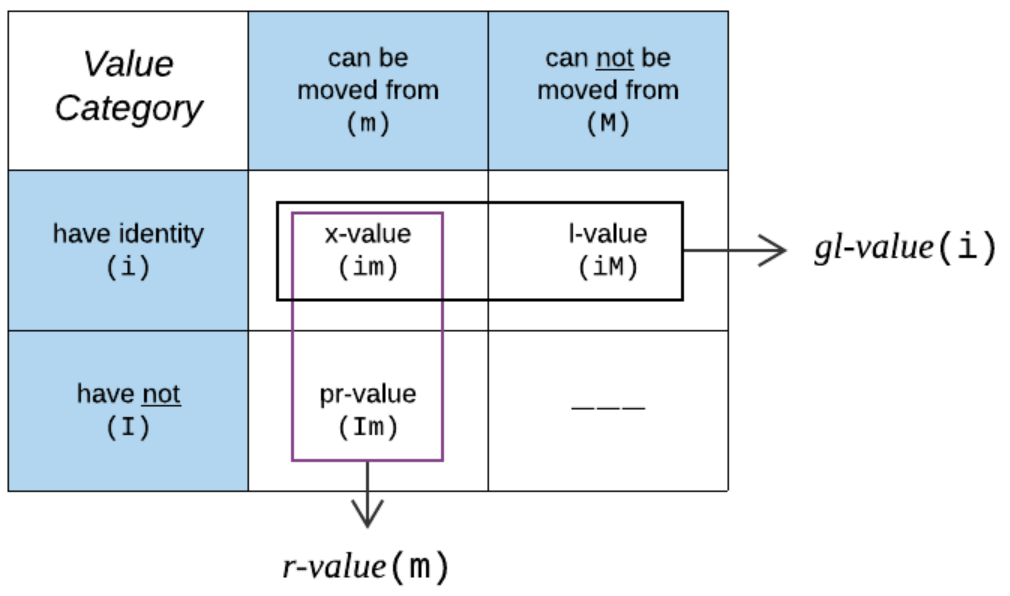 Value
Category
can be
moved from
(m)
can not be
moved from
(M)
have identity
(i)
x-value
(im)
l-value
(iM)
gl-value(i)
have not
(I)
pr-value
(Im)
___
r-value(m)